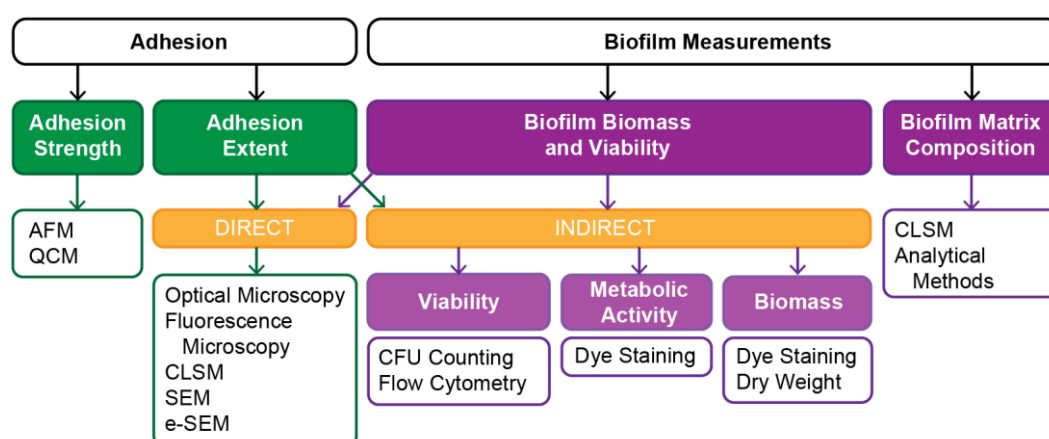 Adhesion
Biofilm Measurements
Adhesion
Strength
Adhesion
Extent
Biofilm Biomass
and Viability
Biofilm Matrix
Composition
AFM
QCM
DIRECT
INDIRECT
CLSM
Analytical
Methods
Optical Microscopy
Fluorescence
Microscopy
CLSM
SEM
e-SEM
Viability
Metabolic
Activity
Biomass
CFU Counting
Flow Cytometry
Dye Staining
Dye Staining
Dry Weight